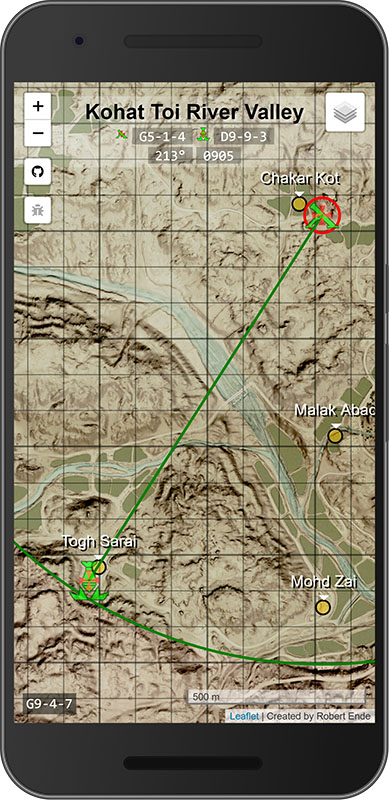 +
Kohat Toi River Valley
−
G5-1-4 D9-9-3
213° 0905
Chakar Kot
Malak Abad
Togh Sarai
Mohd Zai
G9-4-7
500 m
Leaflet | Created by Robert Ende